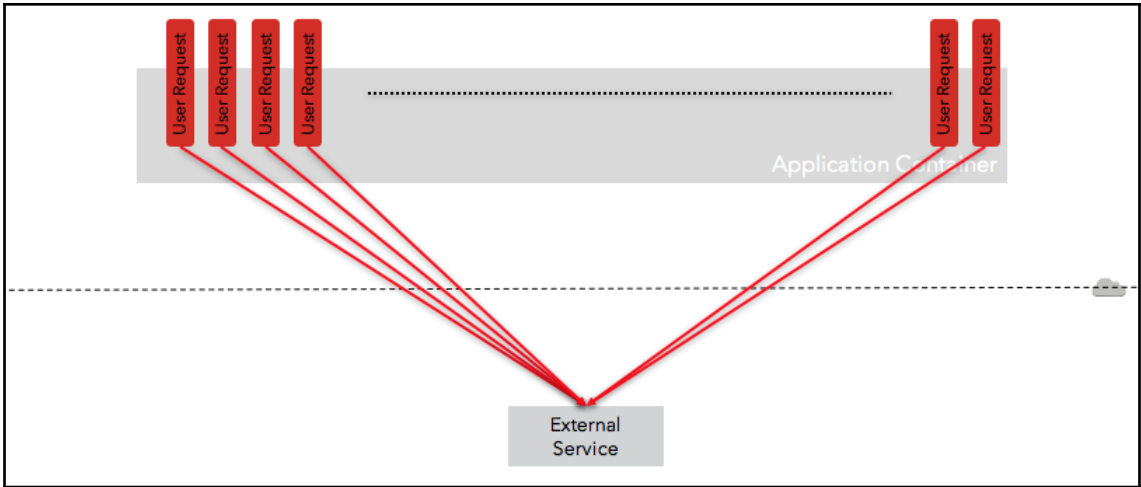 User Request
User Request
User Request
User Request
User Request
User Request
Application Container
External
Service